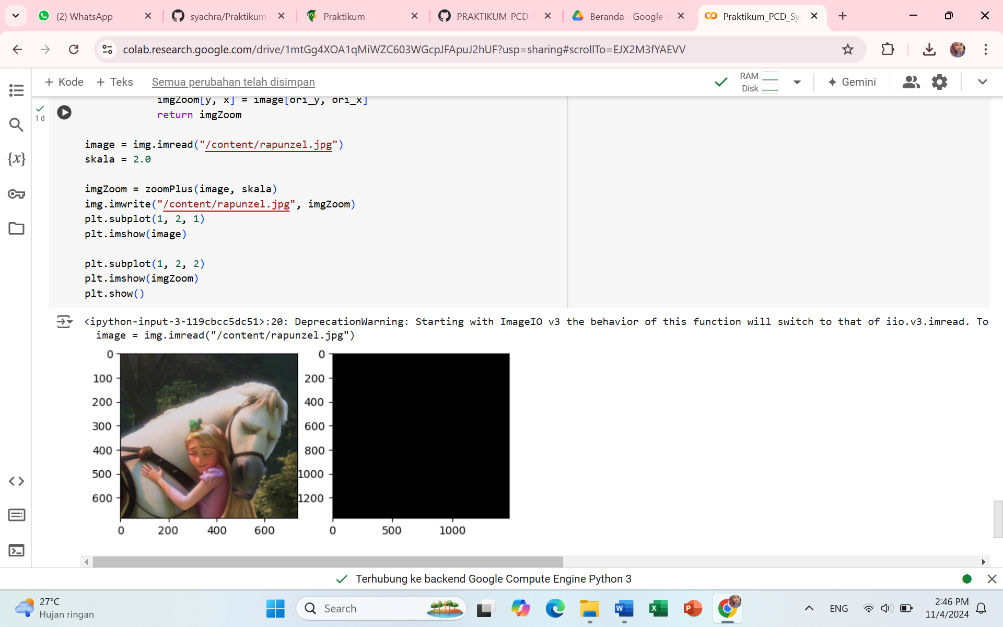 (2) WhatsApp
syachra/Praktikum
Praktikum
PRAKTIKUM-PCD
Beranda - Google
Praktikum_PCD_Sy
colab.research.google.com/drive/1mtGg4XOA1qMiWZC603WGcpJFApuJ2hUF?usp=sharing#scrollTo=EJX2M3fYAEVV
+ Kode + Teks Semua perubahan telah disimpan
RAM
Disk
Gemini
1 d
imgZoom[y, x] = image[ori_y, ori_x]
return imgZoom
image = img.imread("/content/rapunzel.jpg")
skala = 2.0
imgZoom = zoomPlus(image, skala)
img.imwrite("/content/rapunzel.jpg", imgZoom)
plt.subplot(1, 2, 1)
plt.imshow(image)
plt.subplot(1, 2, 2)
plt.imshow(imgZoom)
plt.show()
<ipython-input-3-119cbcc5dc51>:20: DeprecationWarning: Starting with ImageIO v3 the behavior of this function will switch to that of iio.v3.imread. To
image = img.imread("/content/rapunzel.jpg")
0
100
200
300
400
500
600
0 200 400 600
0
200
400
600
800
1000
1200
0 500 1000
Terhubung ke backend Google Compute Engine Python 3
27°C
Hujan ringan
Search
ENG
2:46 PM
11/4/2024